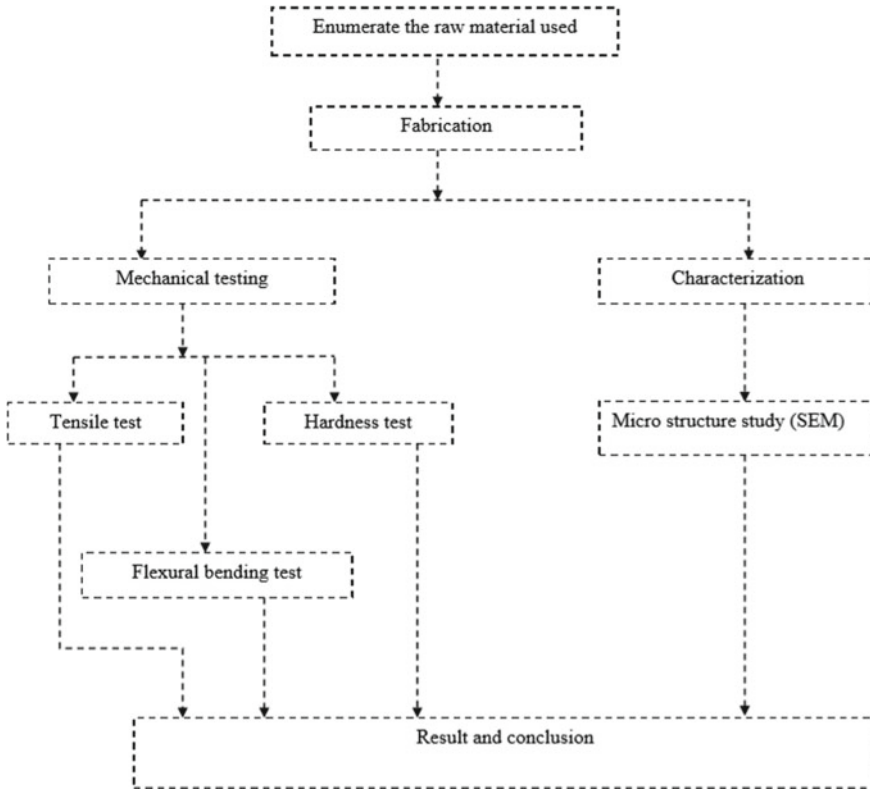 Enumerate the raw material used
Fabrication
Mechanical testing
Characterization
Tensile test
Hardness test
Micro structure study (SEM)
Flexural bending test
Result and conclusion